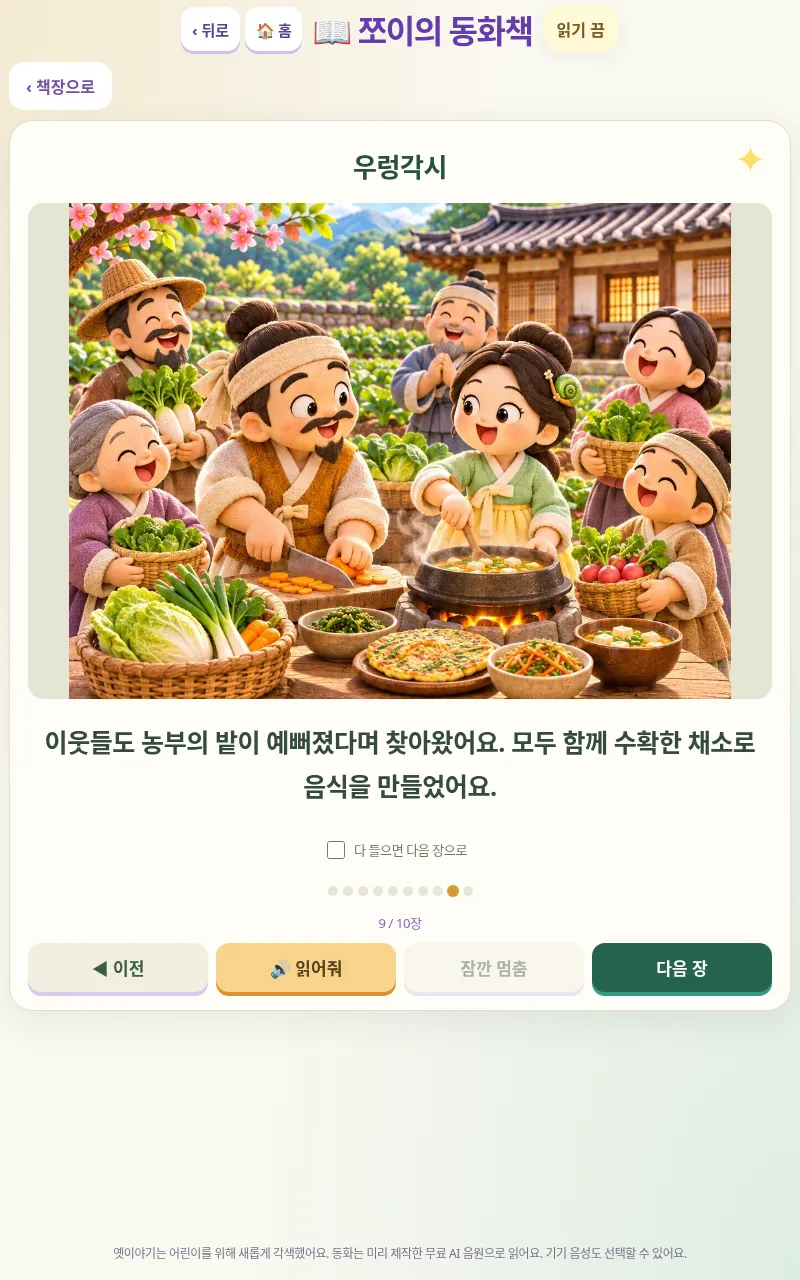 ‹ 뒤로
🏠 홈
📖 쪼이의 동화책
읽기 끝
‹ 책장으로
우렁각시
이웃들도 농부의 밭이 예뻐졌다며 찾아왔어요. 모두 함께 수확한 채소로
음식을 만들었어요.
다 들으면 다음 장으로
9 / 10장
◀ 이전
🔊 읽어줘
잠깐 멈춤
다음 장
옛이야기는 어린이를 위해 새롭게 각색했어요. 동화는 미리 제작한 무료 AI 음원으로 읽어요. 기기 음성도 선택할 수 있어요.